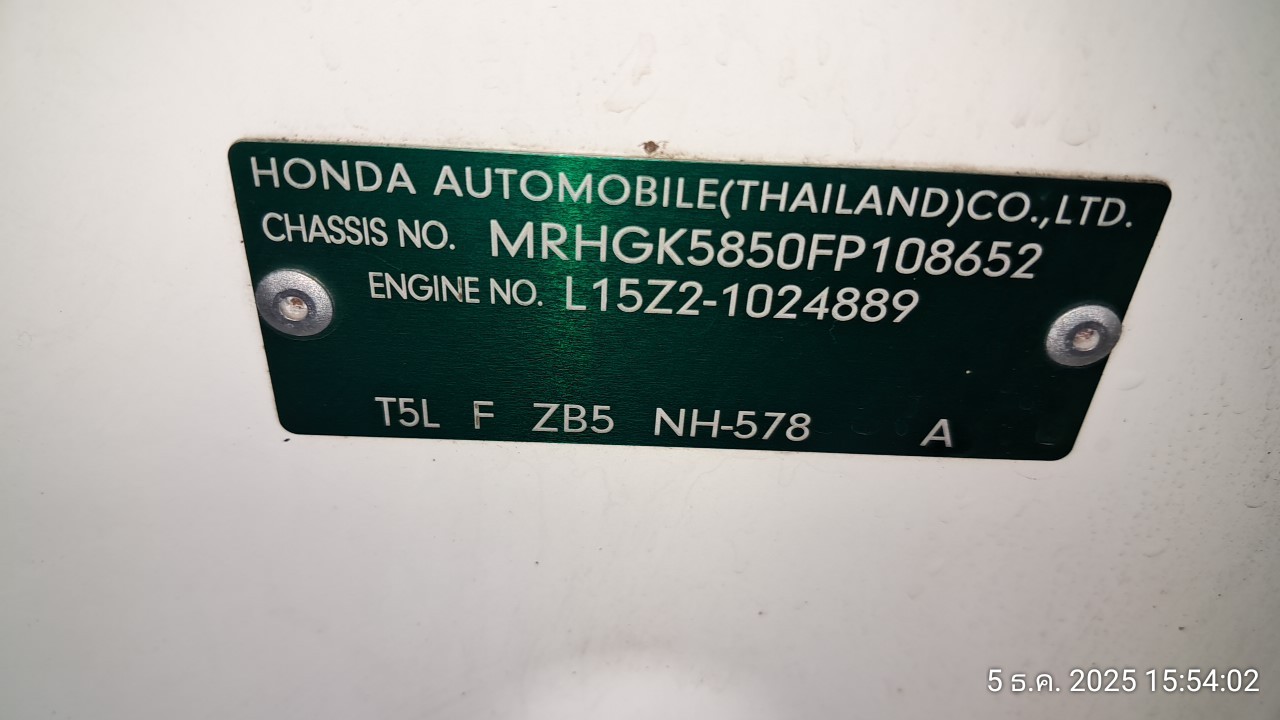 HONDA AUTOMOBILE(THAILAND)CO.,LTD.
CHASSIS NO. MRHGK5850FP108652
ENGINE NO. L15Z2-1024889
T5L F ZB5 NH-578 A
5 ธ.ค. 2025 15:54:02